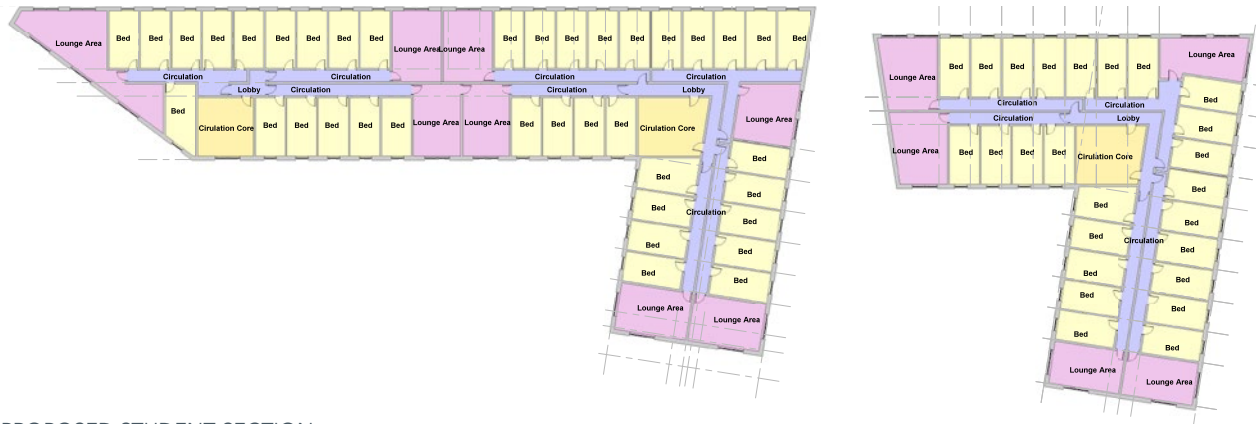 Lounge Area
Bed Bed Bed Bed Bed Bed Bed Bed Bed
Lounge Area Lounge Area
Bed Bed Bed Bed Bed Bed Bed Bed Bed Bed
Circulation Circulation Circulation Circulation
Lobby Circulation Circulation Lobby
Bed
Cirulation Core
Bed Bed Bed Bed Bed
Lounge Area Lounge Area
Bed Bed Bed Bed
Cirulation Core
Lounge Area
Bed
Bed
Bed
Bed
Circulation
Bed
Bed
Bed
Bed
Bed
Lounge Area
Lounge Area
Lounge Area
Bed Bed Bed Bed Bed Bed Bed
Lounge Area
Circulation Circulation
Circulation Lobby
Lounge Area
Bed Bed Bed Bed
Cirulation Core
Bed
Bed
Bed
Bed
Bed
Bed
Bed
Circulation
Bed
Bed
Bed
Bed
Bed
Bed
Bed
Lounge Area
Lounge Area
PROPOSED STUDENT SECTION